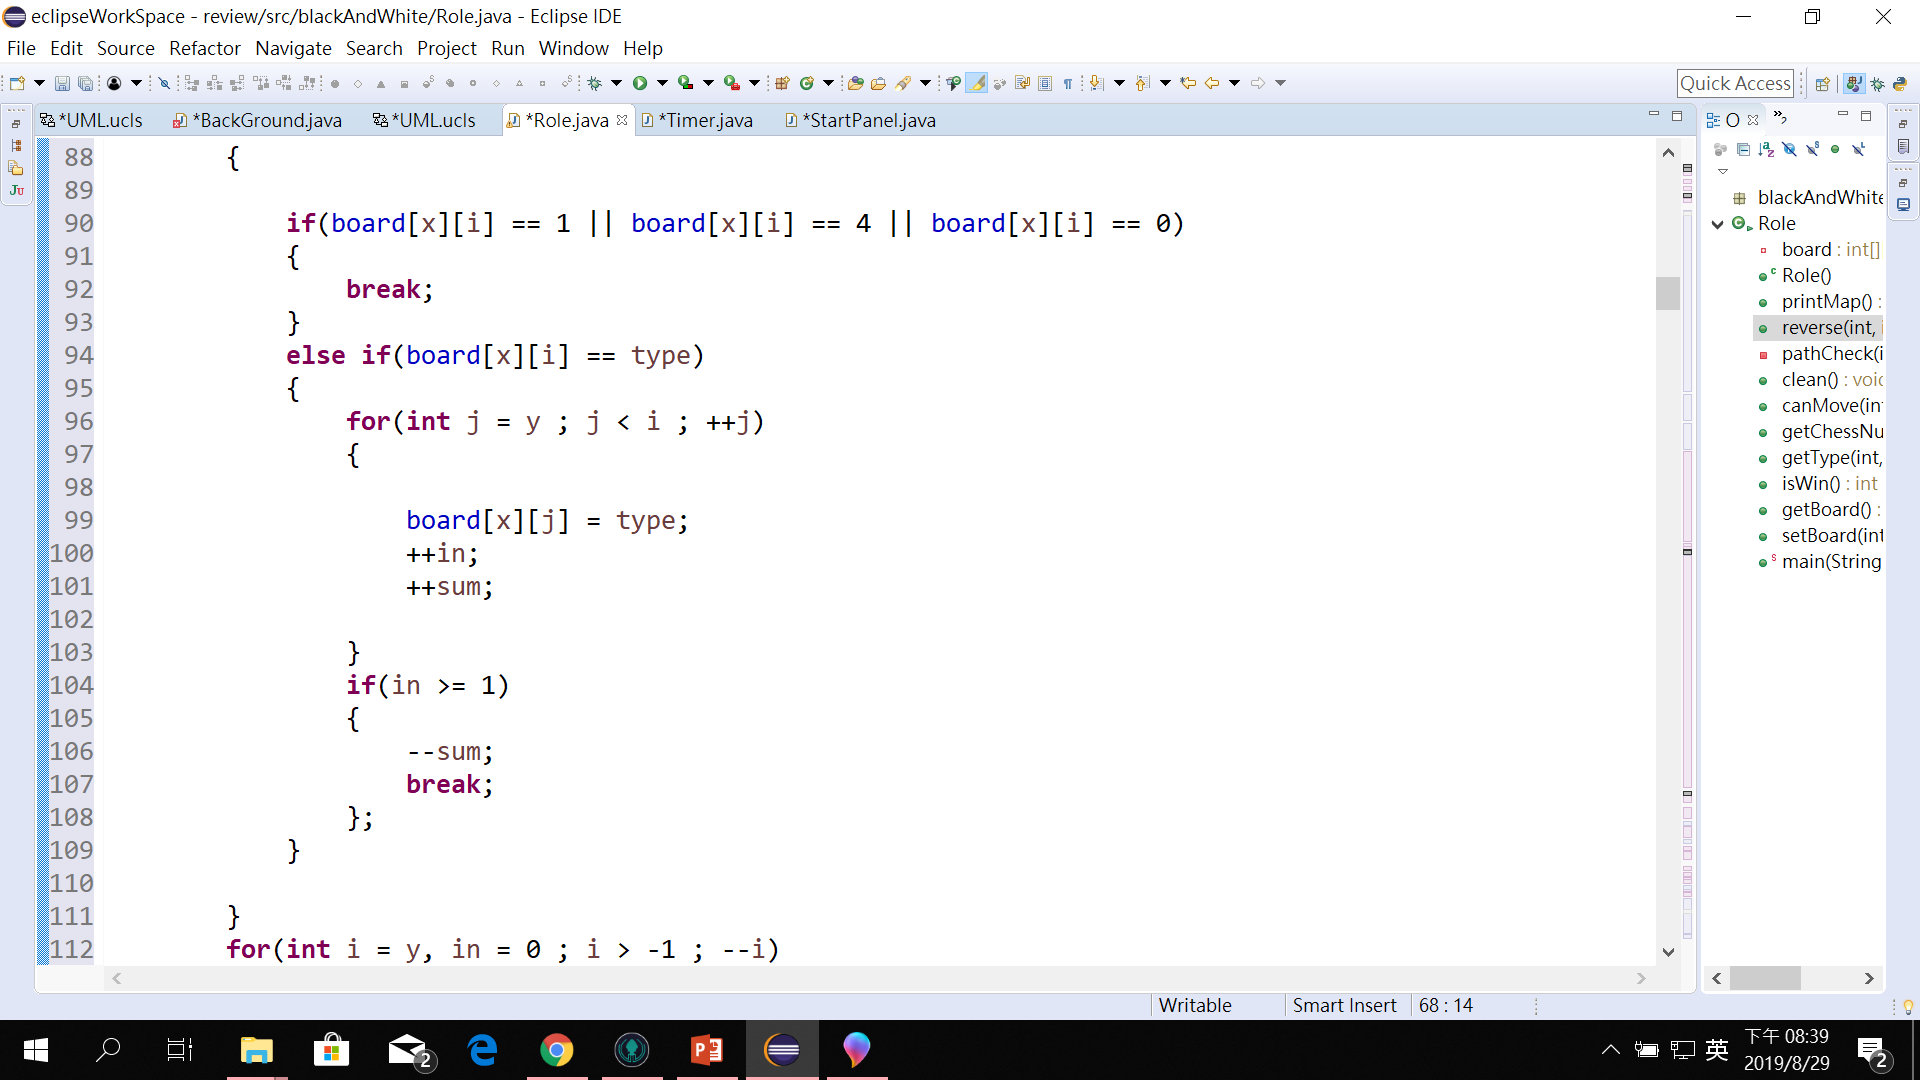 eclipseWorkSpace - review/src/blackAndWhite/Role.java - Eclipse IDE
File Edit Source Refactor Navigate Search Project Run Window Help
Quick Access
*UML.ucls *BackGround.java *UML.ucls *Role.java *Timer.java *StartPanel.java
88 {
89
90 if(board[x][i] == 1 || board[x][i] == 4 || board[x][i] == 0)
91 {
92 break;
93 }
94 else if(board[x][i] == type)
95 {
96 for(int j = y ; j < i ; ++j)
97 {
98
99 board[x][j] = type;
100 ++in;
101 ++sum;
102
103 }
104 if(in >= 1)
105 {
106 --sum;
107 break;
108 };
109 }
110
111 }
112 for(int i = y, in = 0 ; i > -1 ; --i)
O
blackAndWhite
Role
board : int[]
Role()
printMap() :
reverse(int, i
pathCheck(i
clean() : voic
canMove(in
getChessNu
getType(int,
isWin() : int
getBoard() :
setBoard(int
main(String
Writable Smart Insert 68 : 14
2 英 下午 08:39
2019/8/29 2